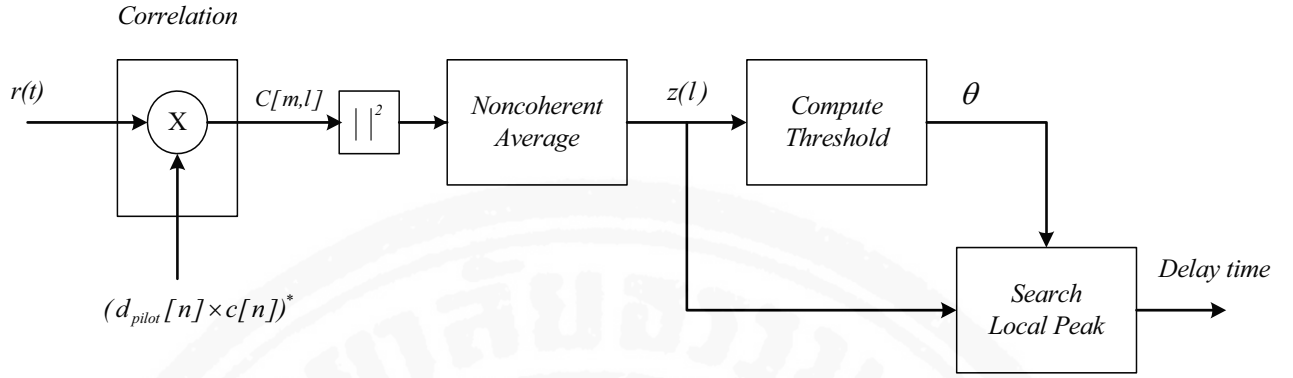 Correlation
r(t)
X
C[m,l]
| |²
Noncoherent
Average
z(l)
Compute
Threshold
θ
(d_pilot[n]×c[n])*
Search
Local Peak
Delay time